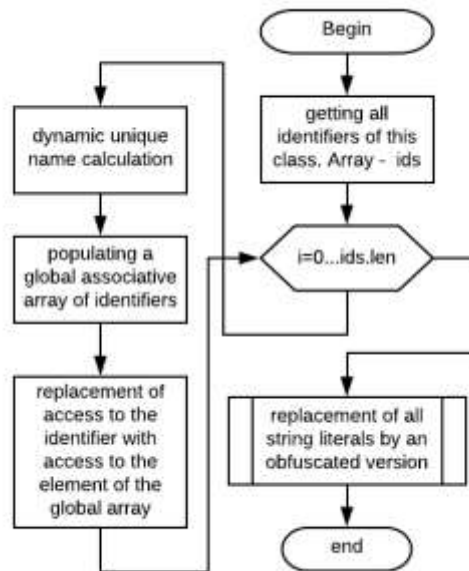 Begin
getting all
identifiers of this
class. Array - ids
i=0...ids.len
dynamic unique
name calculation
populating a
global associative
array of identifiers
replacement of
access to the
identifier with
access to the
element of the
global array
replacement of all
string literals by an
obfuscated version
end